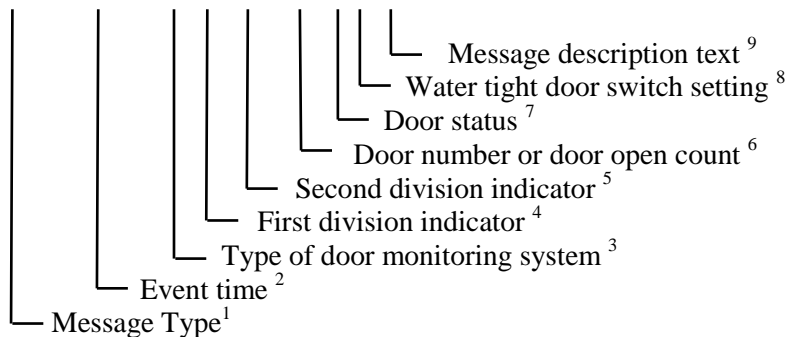 Message description text 9
Water tight door switch setting 8
Door status 7
Door number or door open count 6
Second division indicator 5
First division indicator 4
Type of door monitoring system 3
Event time 2
Message Type1